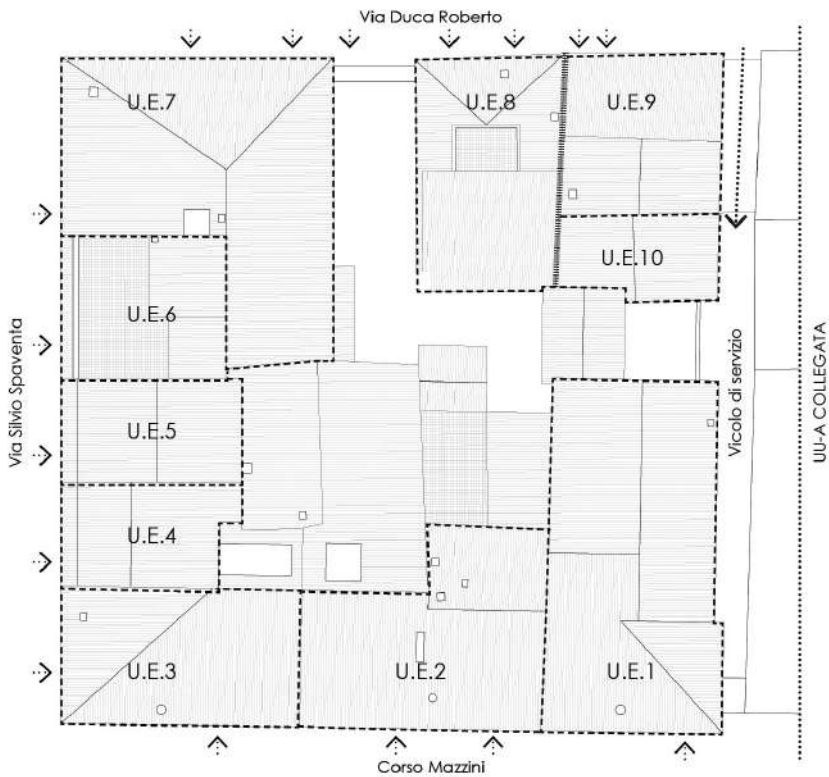 Via Duca Roberto
U.E.7
U.E.8
U.E.9
U.E.10
U.E.6
Via Silvio Spaventa
U.E.5
U.E.4
Vicolo di servizio
UU-A COLLEGATA
U.E.3
U.E.2
U.E.1
Corso Mazzini